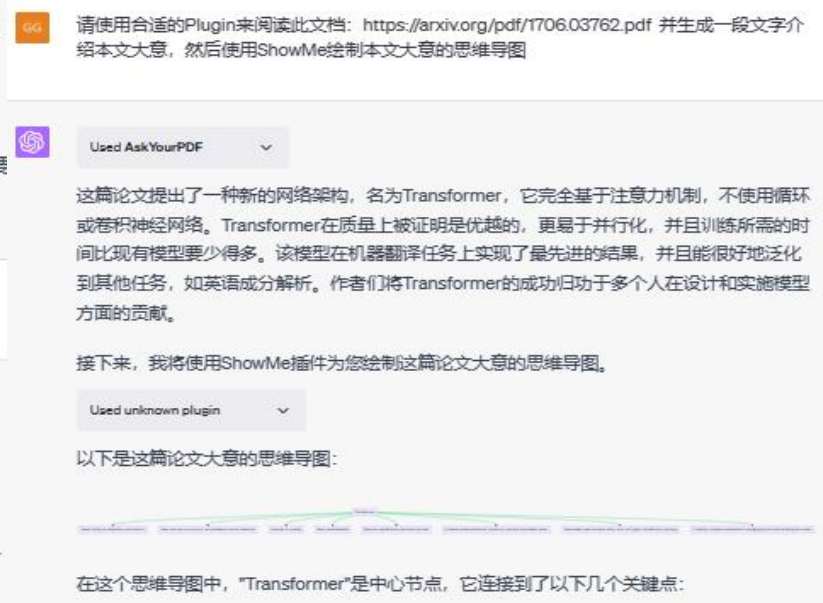 GG
请使用合适的Plugin来阅读此文档：https://arxiv.org/pdf/1706.03762.pdf 并生成一段文字介
绍本文大意，然后使用ShowMe绘制本文大意的思维导图
Used AskYourPDF
这篇论文提出了一种新的网络架构，名为Transformer，它完全基于注意力机制，不使用循环
或卷积神经网络。Transformer在质量上被证明是优越的，更易于并行化，并且训练所需的时
间比现有模型要少得多。该模型在机器翻译任务上实现了最先进的结果，并且能很好地泛化
到其他任务，如英语成分解析。作者们将Transformer的成功归功于多个人在设计和实施模型
方面的贡献。
接下来，我将使用ShowMe插件为您绘制这篇论文大意的思维导图。
Used unknown plugin
以下是这篇论文大意的思维导图：
在这个思维导图中，"Transformer"是中心节点，它连接到了以下几个关键点：